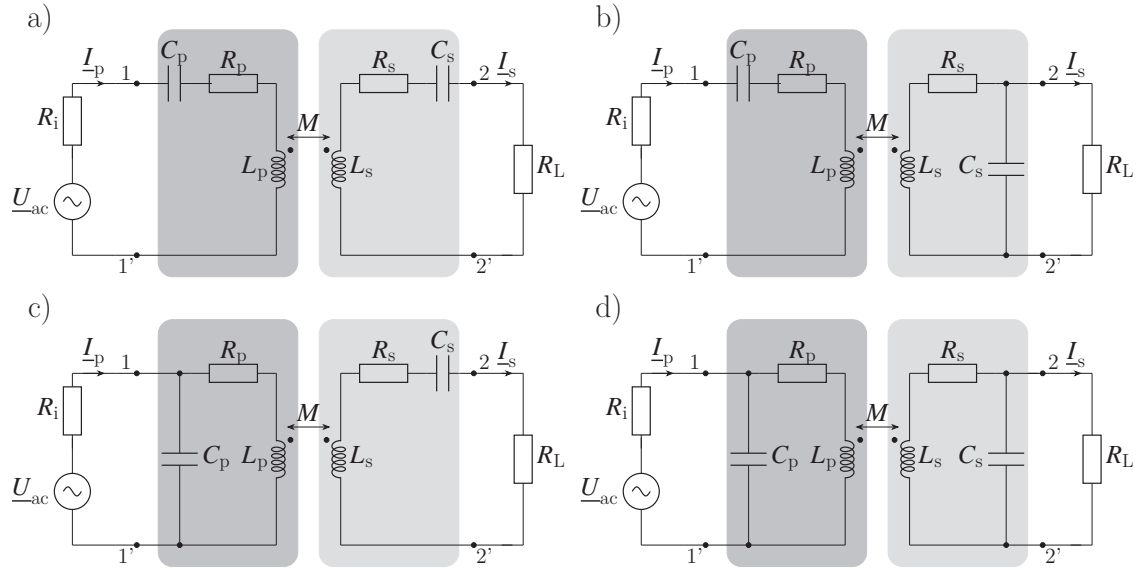 a)
I_p 1 C_p R_p R_s C_s 2 I_s
R_i M
L_p L_s R_L
U_ac
1' 2'
b)
I_p 1 C_p R_p R_s 2 I_s
R_i M
L_p L_s C_s R_L
U_ac
1' 2'
c)
I_p 1 R_p R_s C_s 2 I_s
R_i M
C_p L_p L_s R_L
U_ac
1' 2'
d)
I_p 1 R_p R_s 2 I_s
R_i M
C_p L_p L_s C_s R_L
U_ac
1' 2'